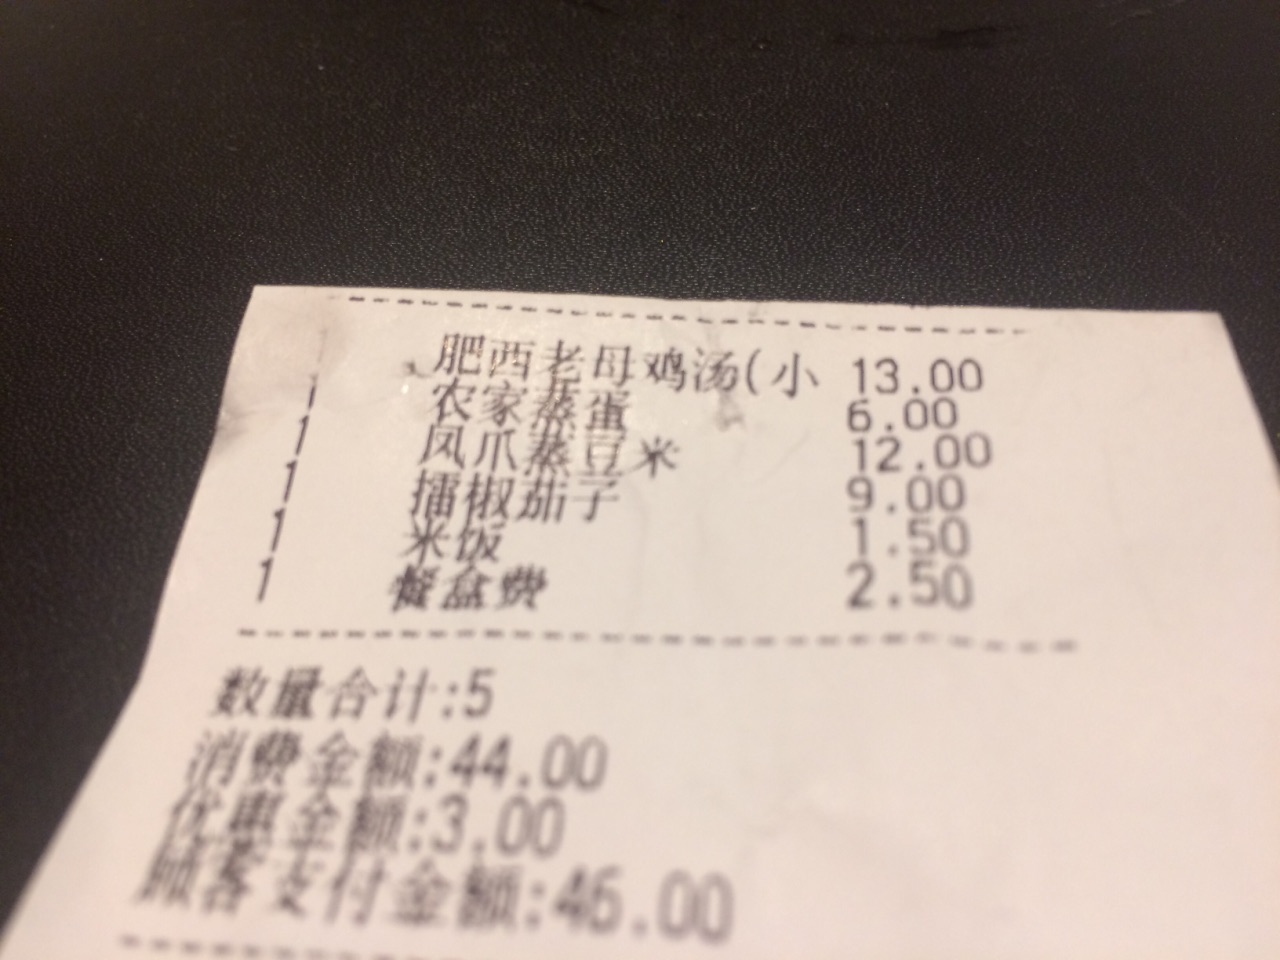 1 肥西老母鸡汤(小 13.00
1 农家蒸蛋 6.00
1 凤爪蒸豆米 12.00
1 擂椒茄子 9.00
1 米饭 1.50
1 餐盒费 2.50
数量合计:5
消费金额:44.00
优惠金额:3.00
顾客支付金额:46.00